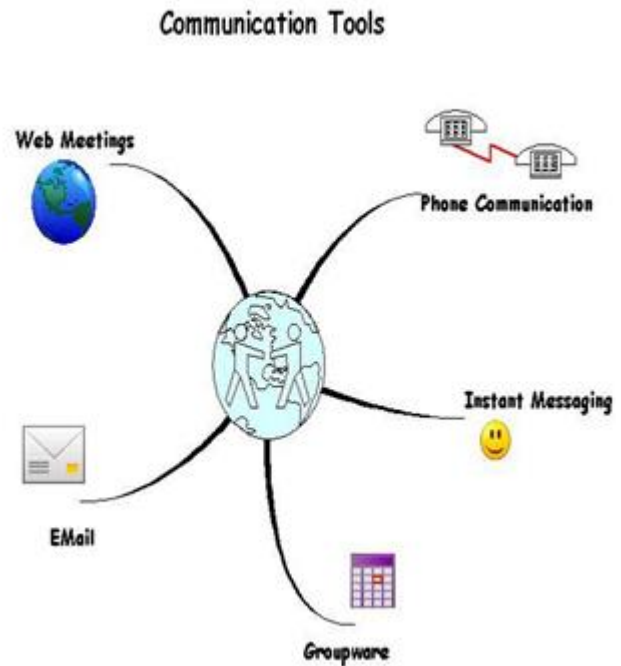 Communication Tools
Web Meetings
Phone Communication
Instant Messaging
EMail
Groupware